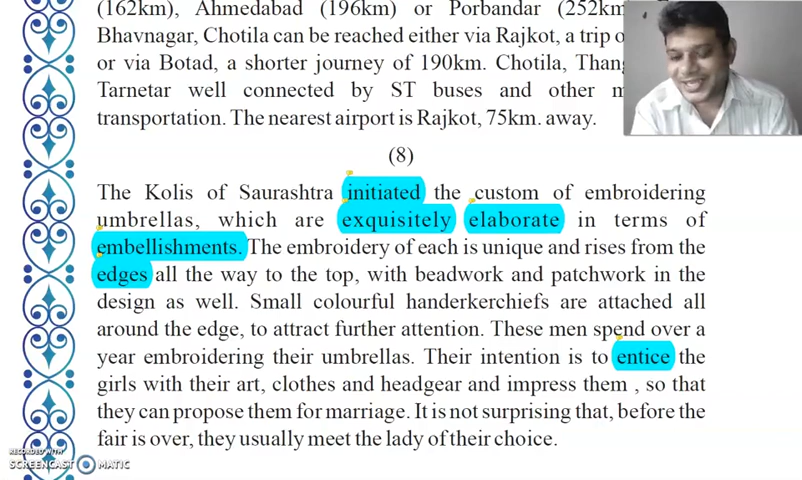 (162km), Ahmedabad (196km) or Porbandar (252km
Bhavnagar, Chotila can be reached either via Rajkot, a trip o
or via Botad, a shorter journey of 190km. Chotila, Thang
Tarnetar well connected by ST buses and other m
transportation. The nearest airport is Rajkot, 75km. away.
(8)
The Kolis of Saurashtra initiated the custom of embroidering
umbrellas, which are exquisitely elaborate in terms of
embellishments. The embroidery of each is unique and rises from the
edges all the way to the top, with beadwork and patchwork in the
design as well. Small colourful handerkerchiefs are attached all
around the edge, to attract further attention. These men spend over a
year embroidering their umbrellas. Their intention is to entice the
girls with their art, clothes and headgear and impress them , so that
they can propose them for marriage. It is not surprising that, before the
fair is over, they usually meet the lady of their choice.
RECORDED WITH
SCREENCAST MATIC